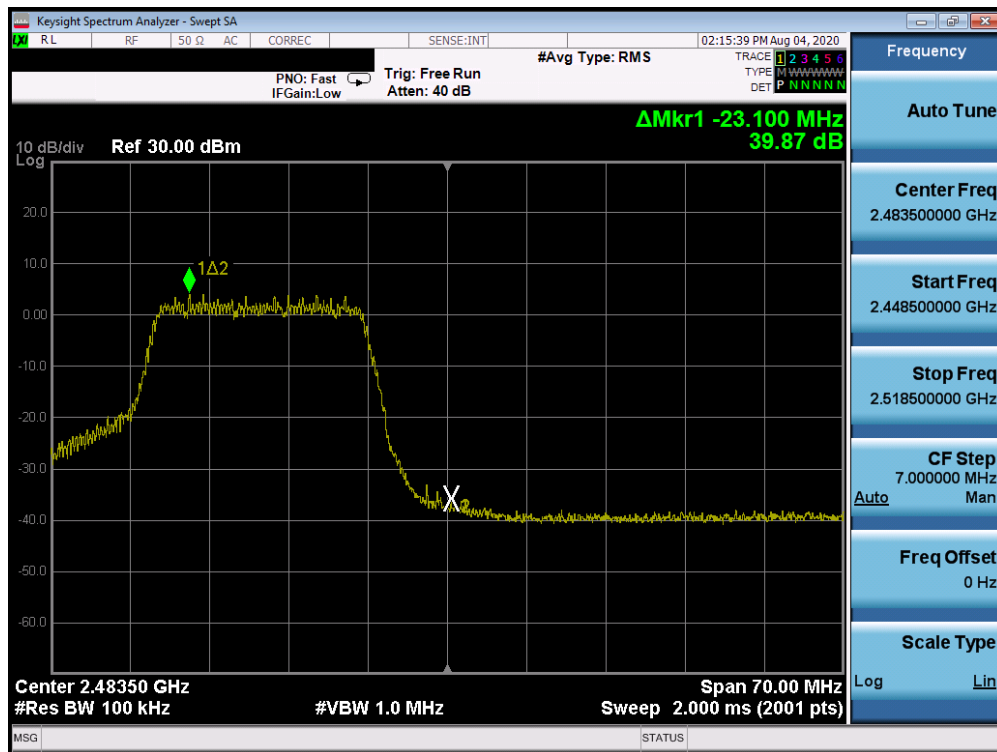 Keysight Spectrum Analyzer - Swept SA
LXI RL RF 50 Ω AC CORREC SENSE:INT 02:15:39 PM Aug 04, 2020
Frequency
PNO: Fast
IFGain:Low
Trig: Free Run
Atten: 40 dB
#Avg Type: RMS
TRACE 1 2 3 4 5 6
TYPE M W W W W W
DET P N N N N N
Auto Tune
ΔMkr1 -23.100 MHz
39.87 dB
10 dB/div Ref 30.00 dBm
Log
20.0
10.0
0.00
-10.0
-20.0
-30.0
-40.0
-50.0
-60.0
1Δ2
X2
Center Freq
2.483500000 GHz
Start Freq
2.448500000 GHz
Stop Freq
2.518500000 GHz
CF Step
7.000000 MHz
Auto Man
Freq Offset
0 Hz
Scale Type
Log Lin
Center 2.48350 GHz Span 70.00 MHz
#Res BW 100 kHz #VBW 1.0 MHz Sweep 2.000 ms (2001 pts)
MSG STATUS